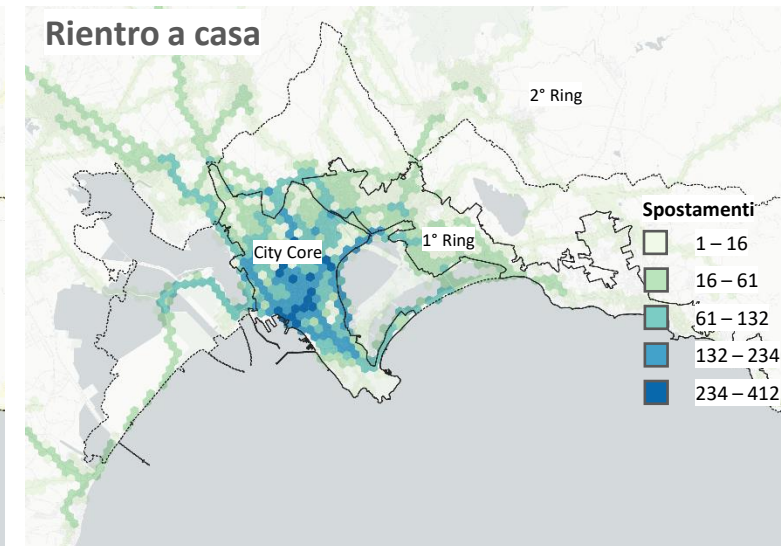 Rientro a casa
2° Ring
City Core
1° Ring
Spostamenti
1 – 16
16 – 61
61 – 132
132 – 234
234 – 412